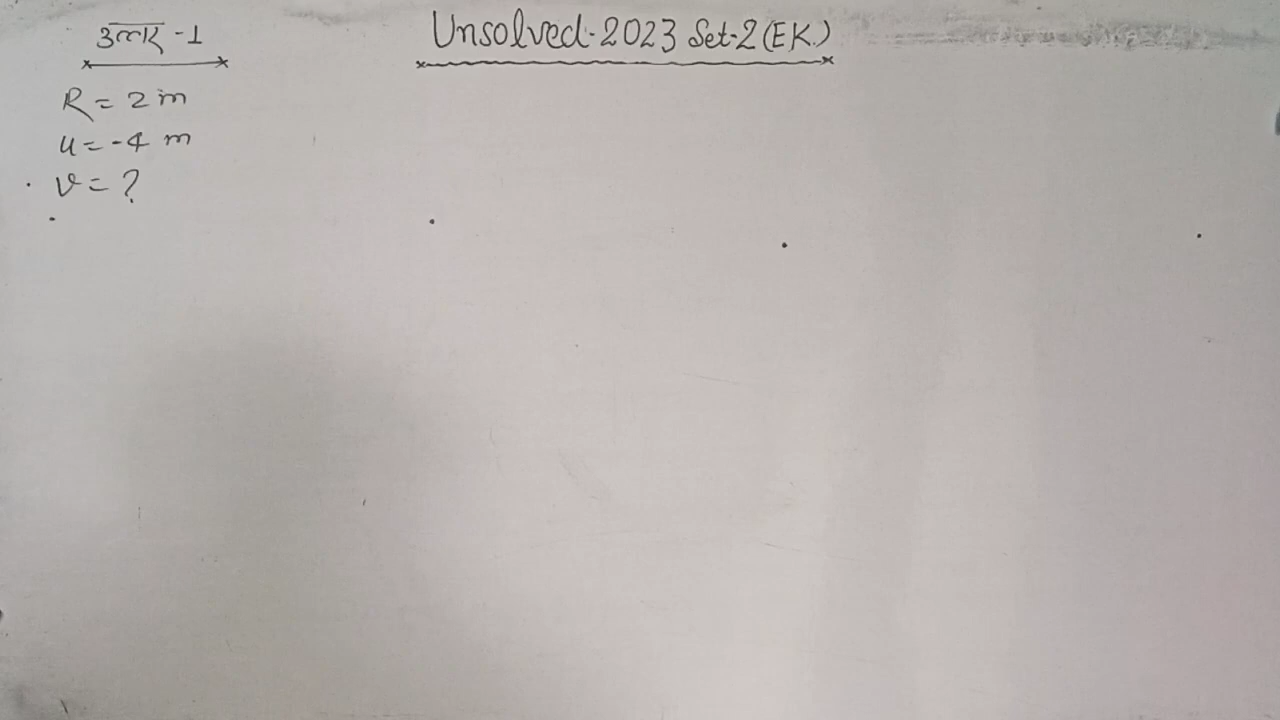 उत्तर -1
Unsolved-2023 Set-2 (EK.)
R = 2 m
u = -4 m
v = ?